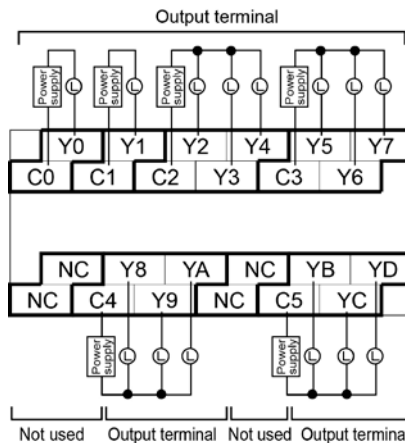 Output terminal
Power supply L Power supply L Power supply L L L Power supply L L L
Y0 Y1 Y2 Y4 Y5 Y7
C0 C1 C2 Y3 C3 Y6
NC Y8 YA NC YB YD
NC C4 Y9 NC C5 YC
Power supply L L L Power supply L L L
Not used Output terminal Not used Output terminal